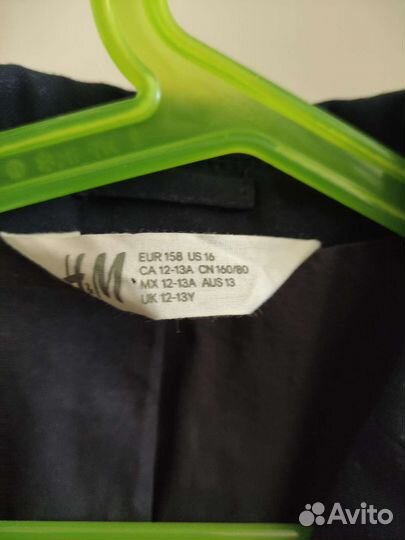 H&M
EUR 158 US 16
CA 12-13A CN 160/80
MX 12-13A AUS 13
UK 12-13Y
Avito